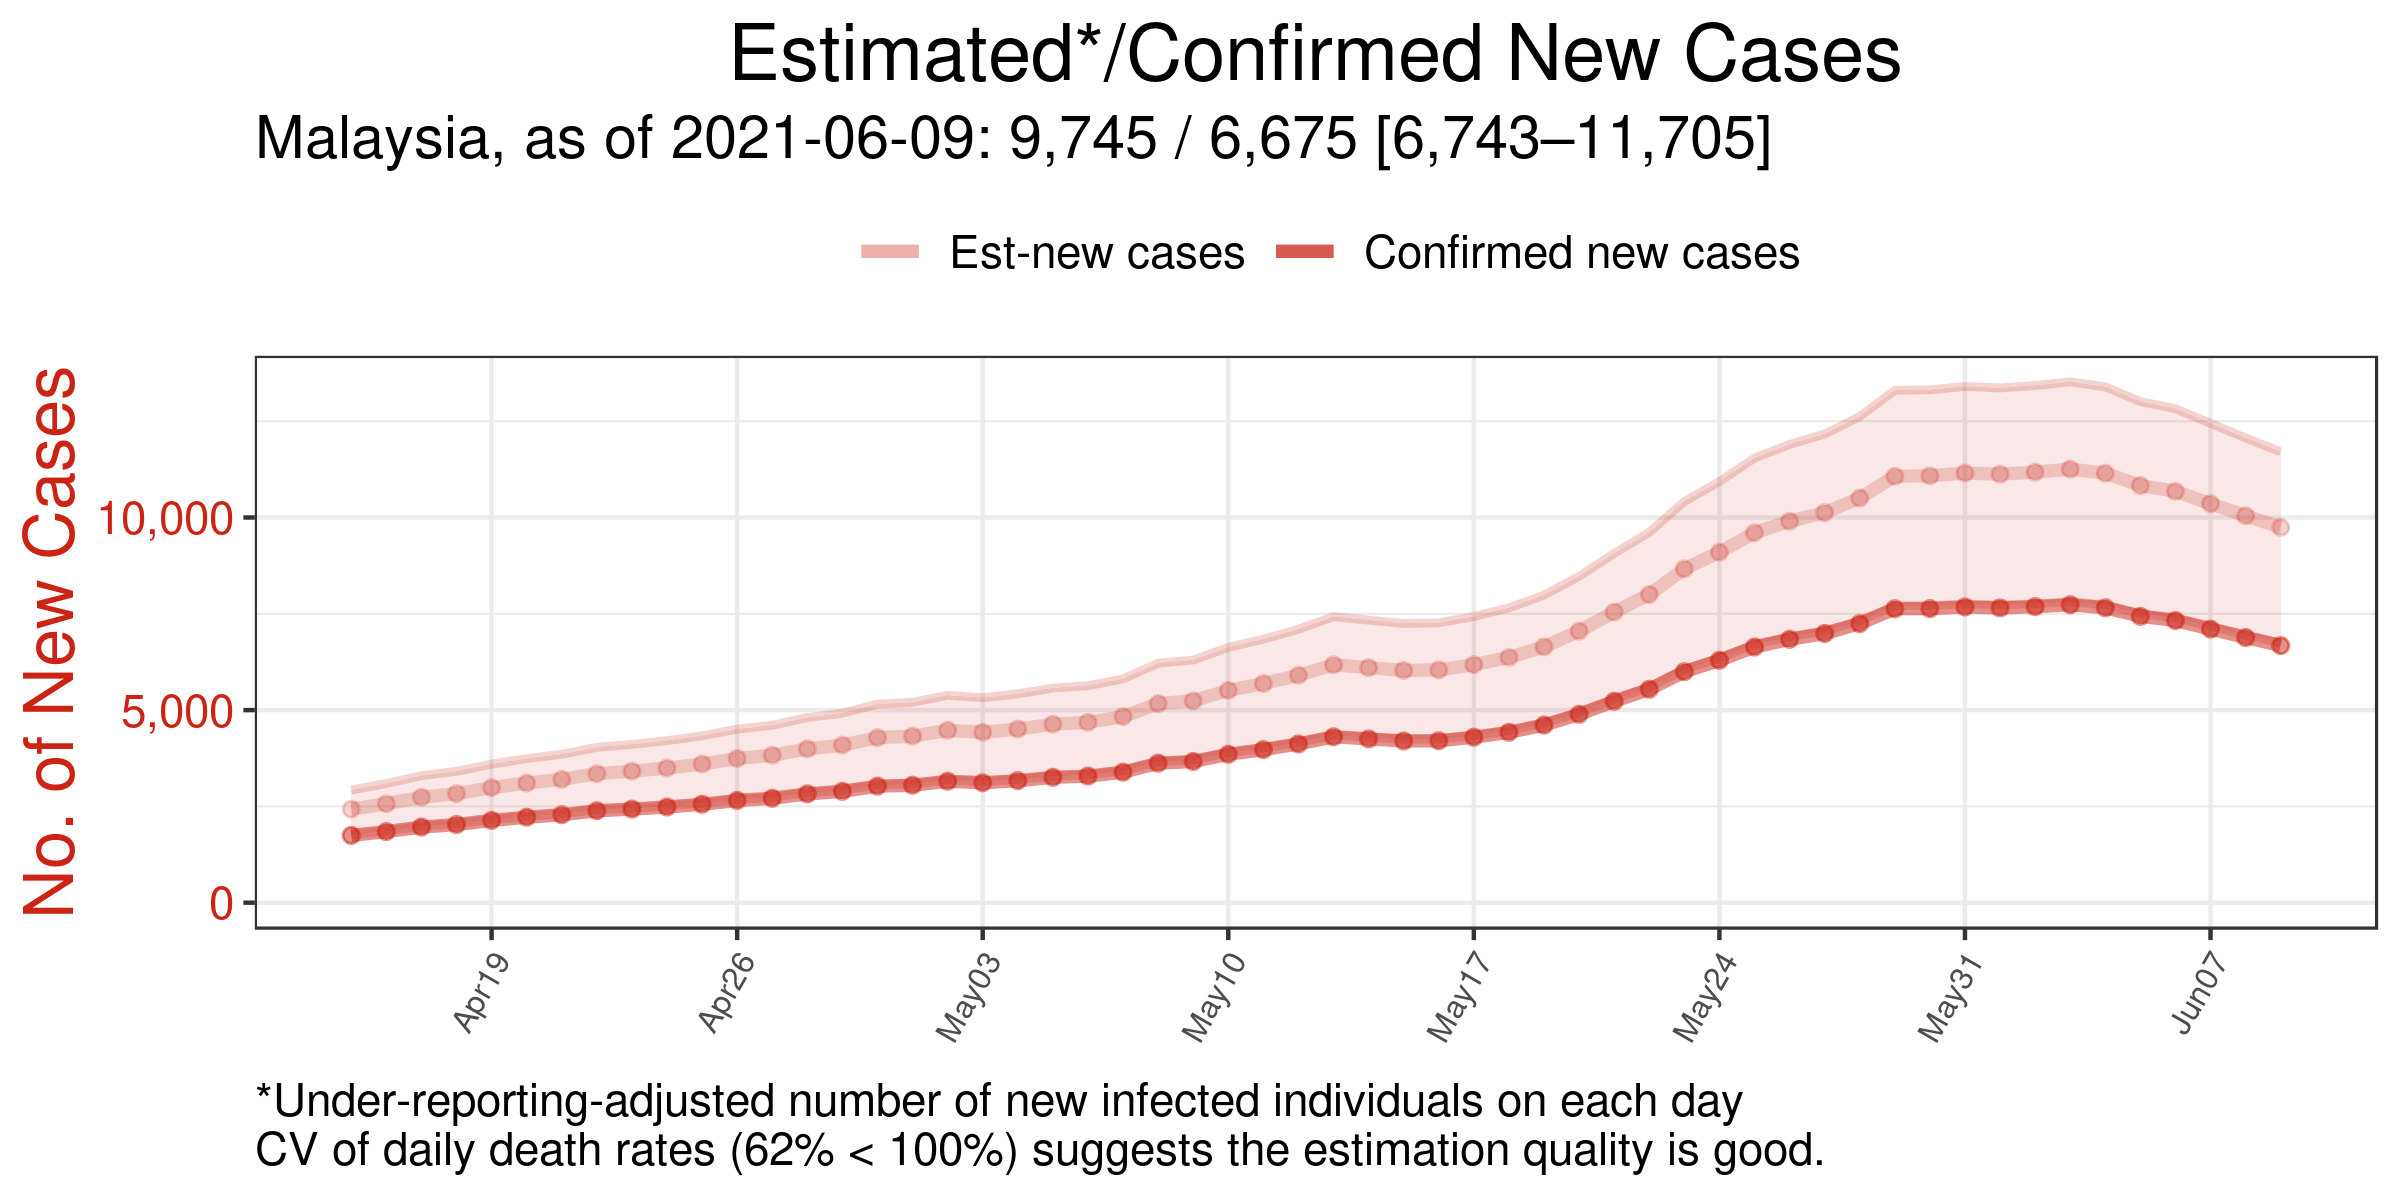 Estimated*/Confirmed New Cases
Malaysia, as of 2021-06-09: 9,745 / 6,675 [6,743–11,705]
Est-new cases
Confirmed new cases
No. of New Cases
10,000
5,000
0
Apr19
Apr26
May03
May10
May17
May24
May31
Jun07
*Under-reporting-adjusted number of new infected individuals on each day
CV of daily death rates (62% < 100%) suggests the estimation quality is good.